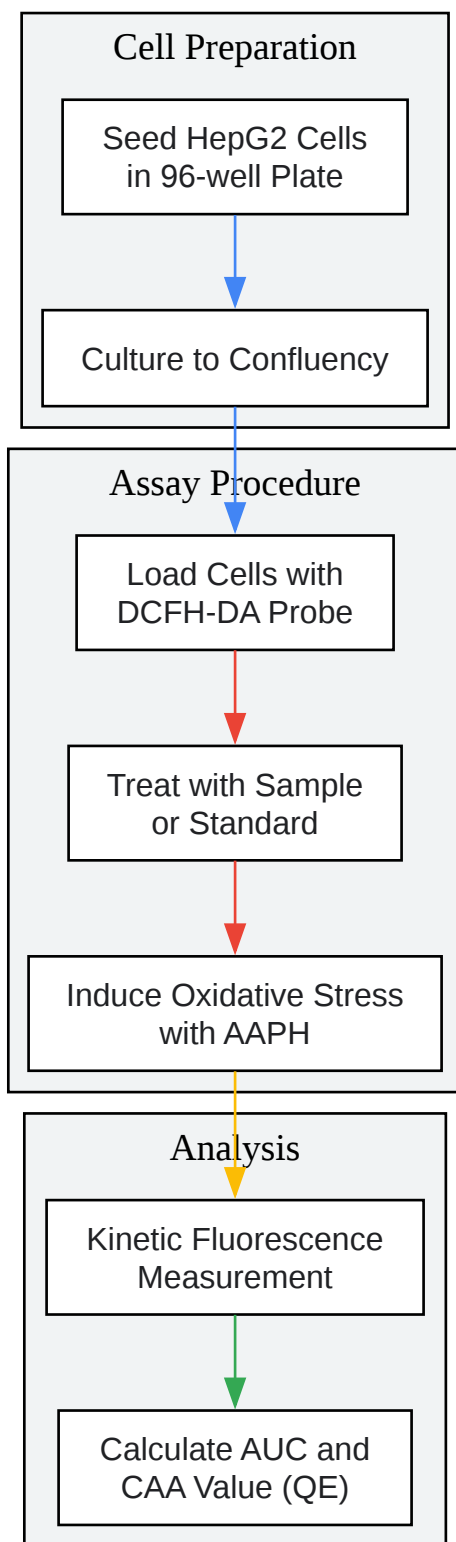 Cell Preparation
Seed HepG2 Cells
in 96-well Plate
Culture to Confluency
Assay Procedure
Load Cells with
DCFH-DA Probe
Treat with Sample
or Standard
Induce Oxidative Stress
with AAPH
Analysis
Kinetic Fluorescence
Measurement
Calculate AUC and
CAA Value (QE)